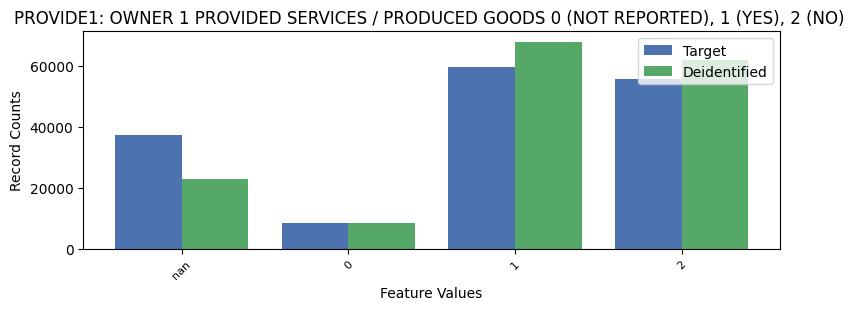 PROVIDE1: OWNER 1 PROVIDED SERVICES / PRODUCED GOODS 0 (NOT REPORTED), 1 (YES), 2 (NO)
Target
Deidentified
Record Counts
60000
40000
20000
0
nan
0
1
2
Feature Values